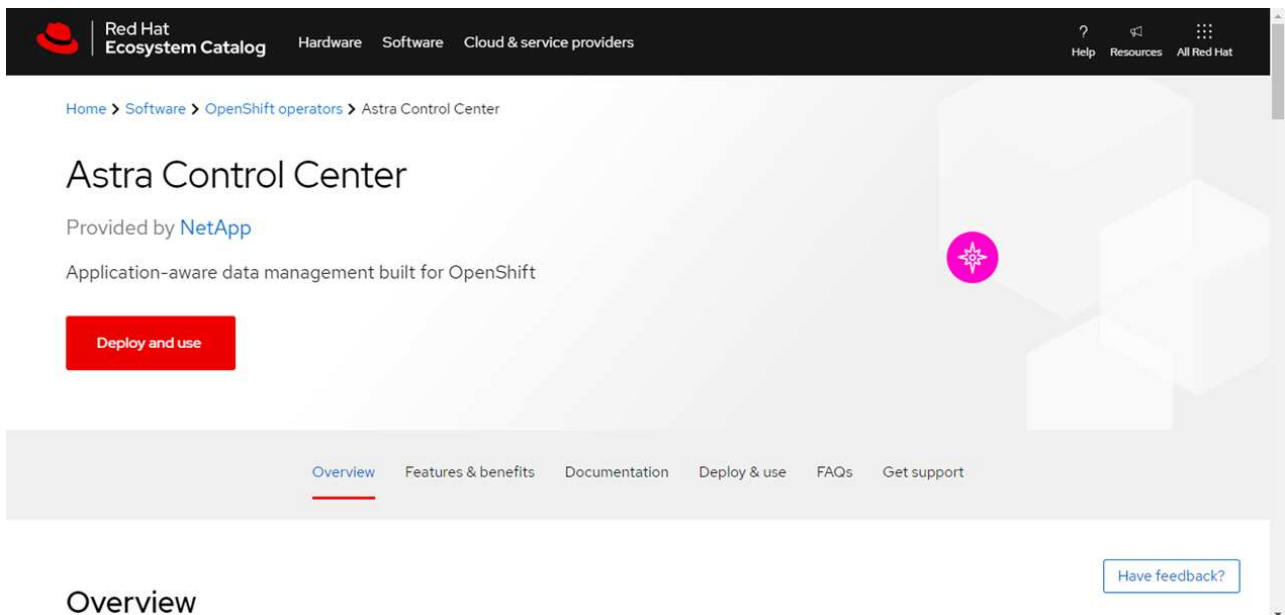 Red Hat
Ecosystem Catalog
Hardware Software Cloud & service providers
? Help Resources All Red Hat
Home > Software > OpenShift operators > Astra Control Center
Astra Control Center
Provided by NetApp
Application-aware data management built for OpenShift
Deploy and use
Overview Features & benefits Documentation Deploy & use FAQs Get support
Have feedback?
Overview